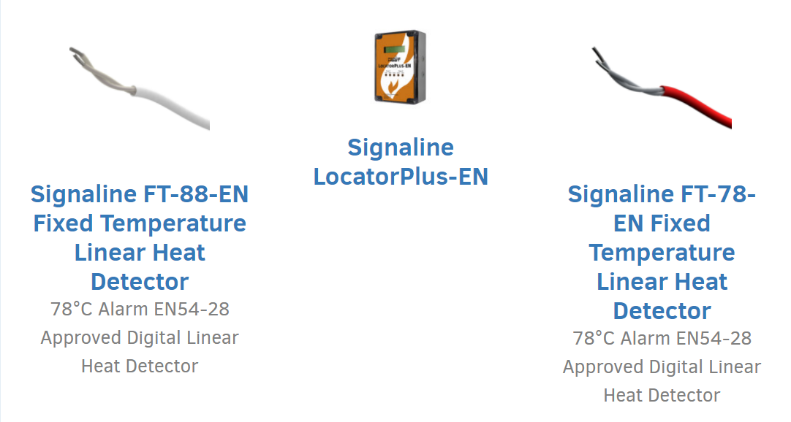 Signaline FT-88-EN
Fixed Temperature
Linear Heat
Detector
78°C Alarm EN54-28
Approved Digital Linear
Heat Detector
LocatorPlus-EN
Signaline
LocatorPlus-EN
Signaline FT-78-
EN Fixed
Temperature
Linear Heat
Detector
78°C Alarm EN54-28
Approved Digital Linear
Heat Detector